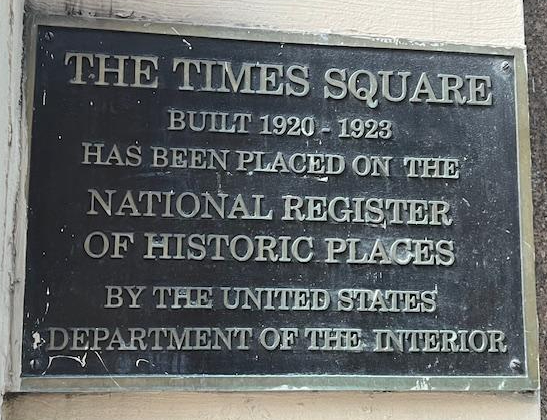 THE TIMES SQUARE
BUILT 1920 - 1923
HAS BEEN PLACED ON THE
NATIONAL REGISTER
OF HISTORIC PLACES
BY THE UNITED STATES
DEPARTMENT OF THE INTERIOR